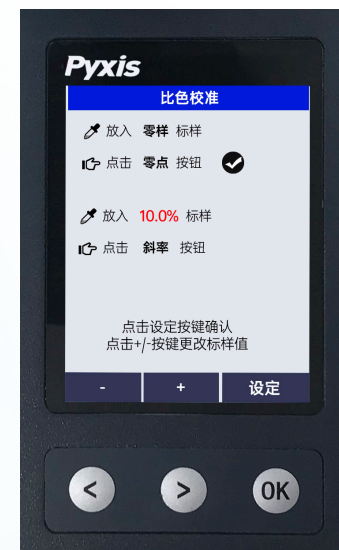 Pyxis
比色校准
放入 零样 标样
点击 零点 按钮
放入 10.0% 标样
点击 斜率 按钮
点击设定按键确认
点击+/-按键更改标样值
- + 设定
< > OK